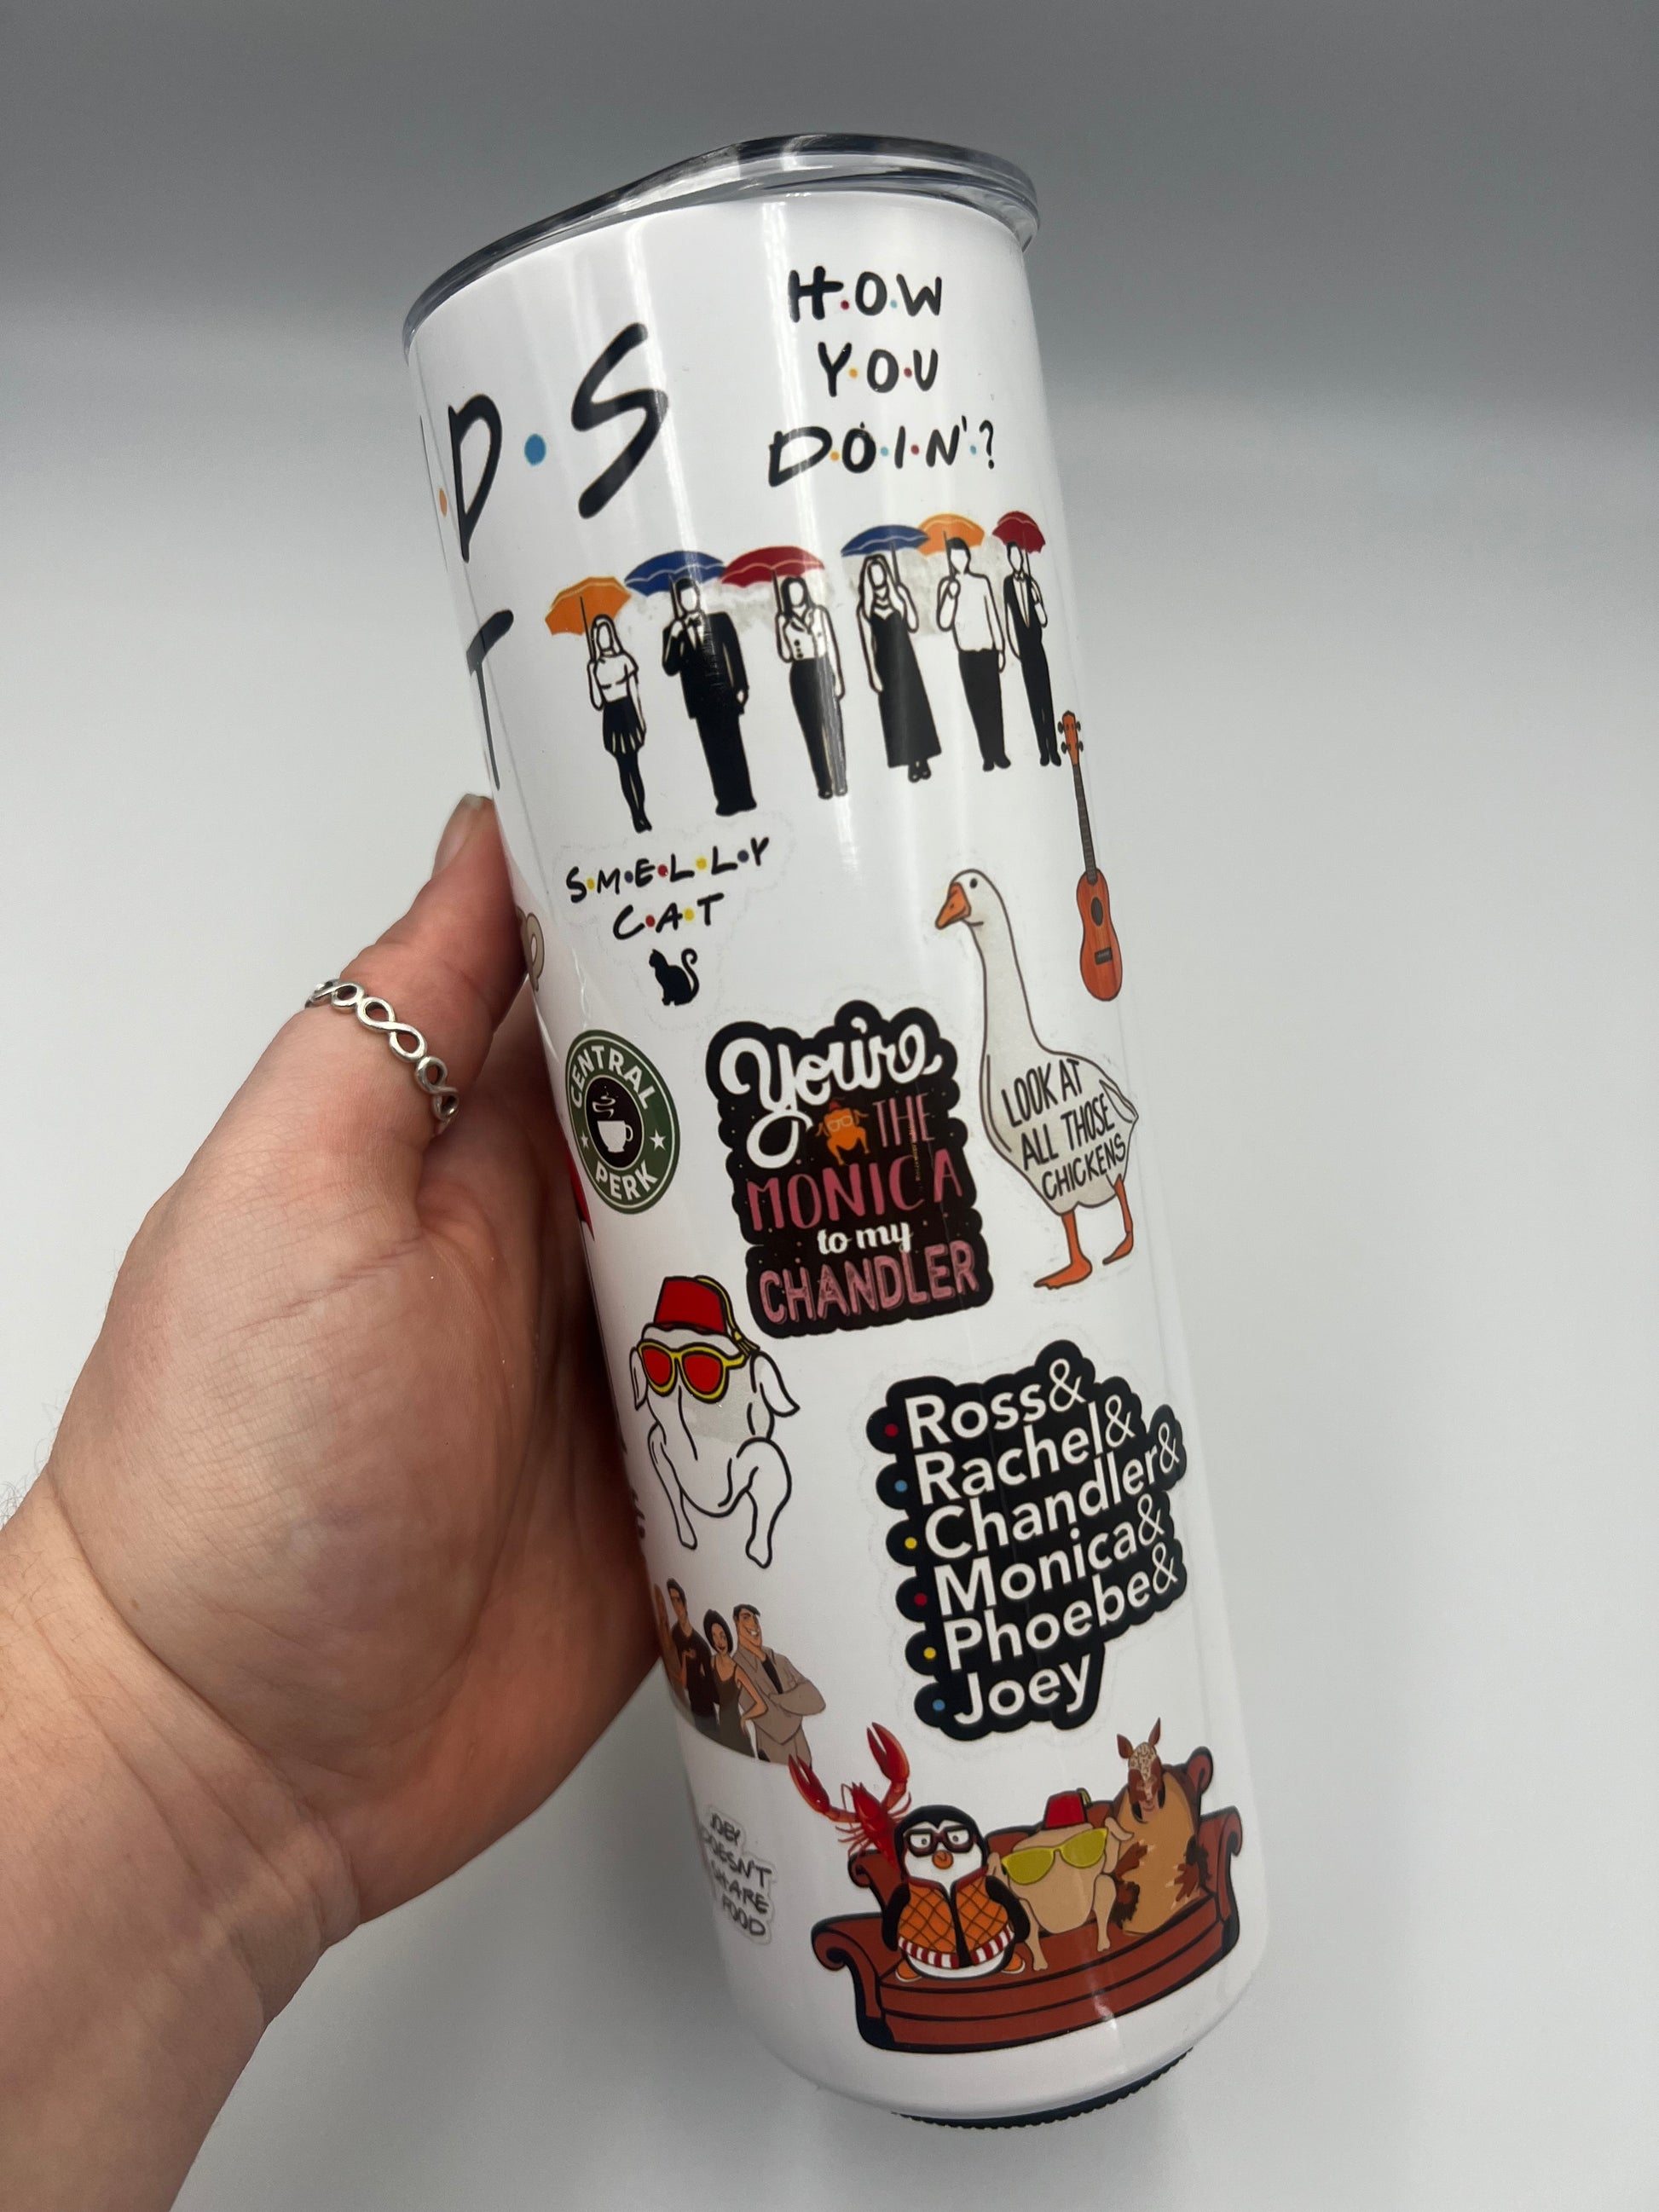 D•S
H•O•W
Y•O•U
D•O•I•N'•?
T
S•M•E•L•L•Y
C•A•T
CENTRAL
PERK
You're
THE
MONICA
to my
CHANDLER
LOOK AT
ALL THOSE
CHICKENS
•Ross&
•Rachel&
•Chandler&
•Monica&
•Phoebe&
•Joey
JOEY
DOESN'T
SHARE
FOOD